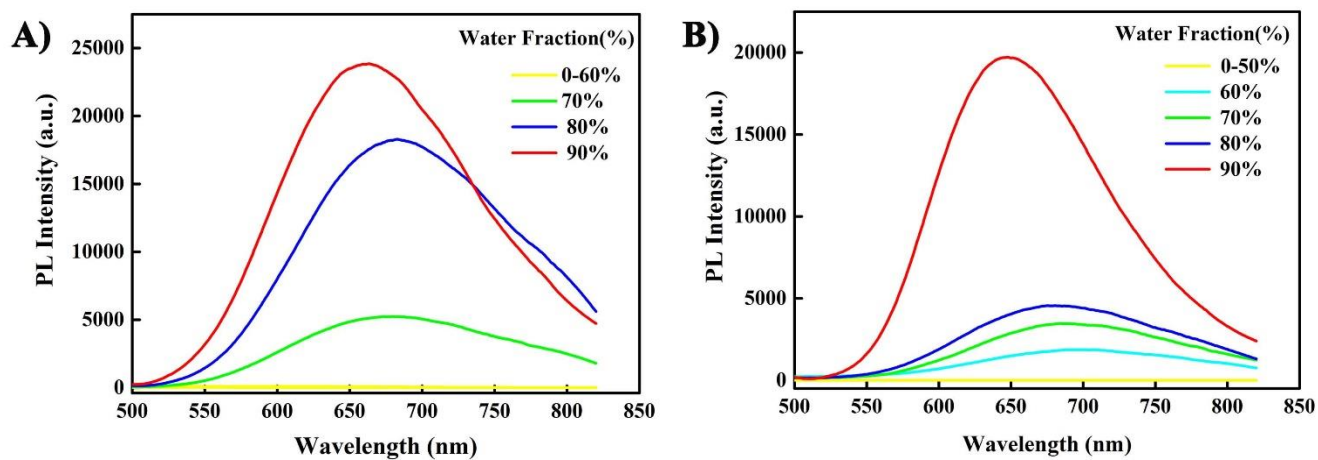 A)
Water Fraction(%)
0-60%
70%
80%
90%
25000
20000
15000
10000
5000
0
PL Intensity (a.u.)
500 550 600 650 700 750 800 850
Wavelength (nm)
B)
Water Fraction(%)
0-50%
60%
70%
80%
90%
20000
15000
10000
5000
0
PL Intensity (a.u.)
500 550 600 650 700 750 800 850
Wavelength (nm)